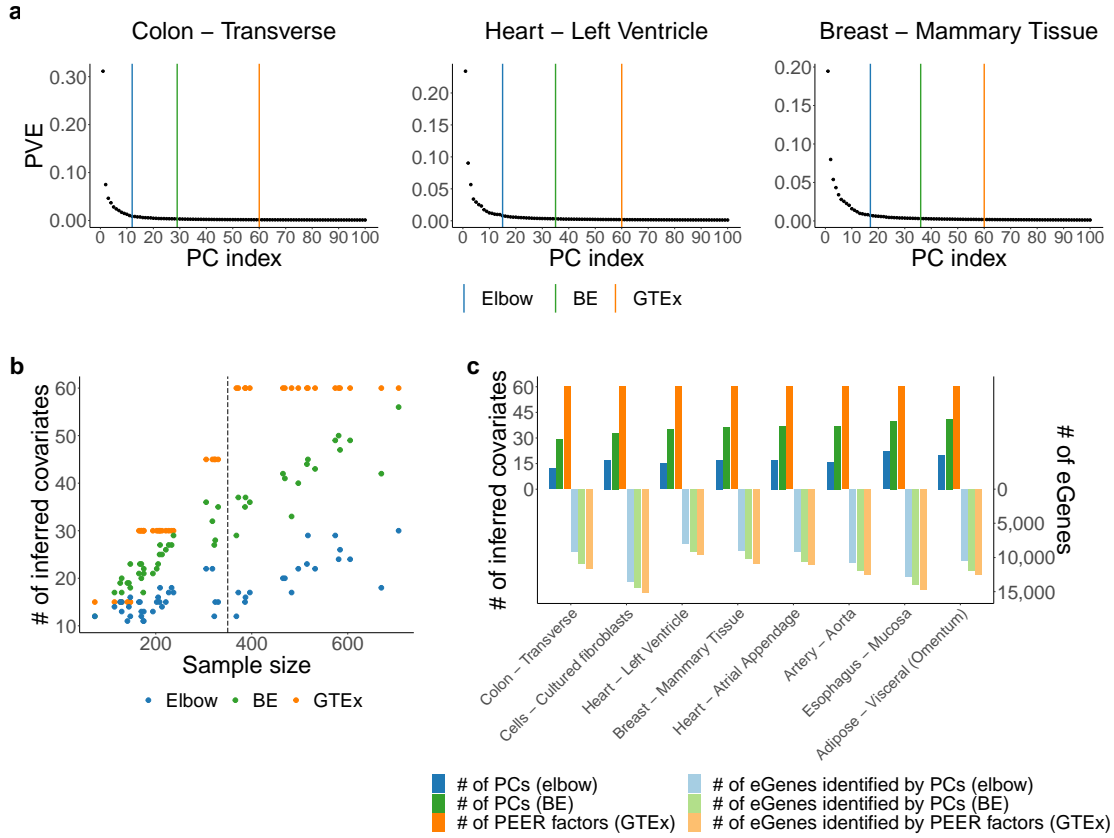 a
Colon – Transverse
Heart – Left Ventricle
Breast – Mammary Tissue
PVE
0.30
0.20
0.10
0.00
0.20
0.15
0.10
0.05
0.00
0.20
0.15
0.10
0.05
0.00
0 10 20 30 40 50 60 70 80 90 100
0 10 20 30 40 50 60 70 80 90 100
0 10 20 30 40 50 60 70 80 90 100
PC index
PC index
PC index
Elbow BE GTEx
b
# of inferred covariates
60
50
40
30
20
10
200 400 600
Sample size
Elbow BE GTEx
c
# of inferred covariates
60
45
30
15
0
# of eGenes
0
5,000
10,000
15,000
Colon – Transverse
Cells – Cultured fibroblasts
Heart – Left Ventricle
Breast – Mammary Tissue
Heart – Atrial Appendage
Artery – Aorta
Esophagus – Mucosa
Adipose – Visceral (Omentum)
# of PCs (elbow)
# of PCs (BE)
# of PEER factors (GTEx)
# of eGenes identified by PCs (elbow)
# of eGenes identified by PCs (BE)
# of eGenes identified by PEER factors (GTEx)